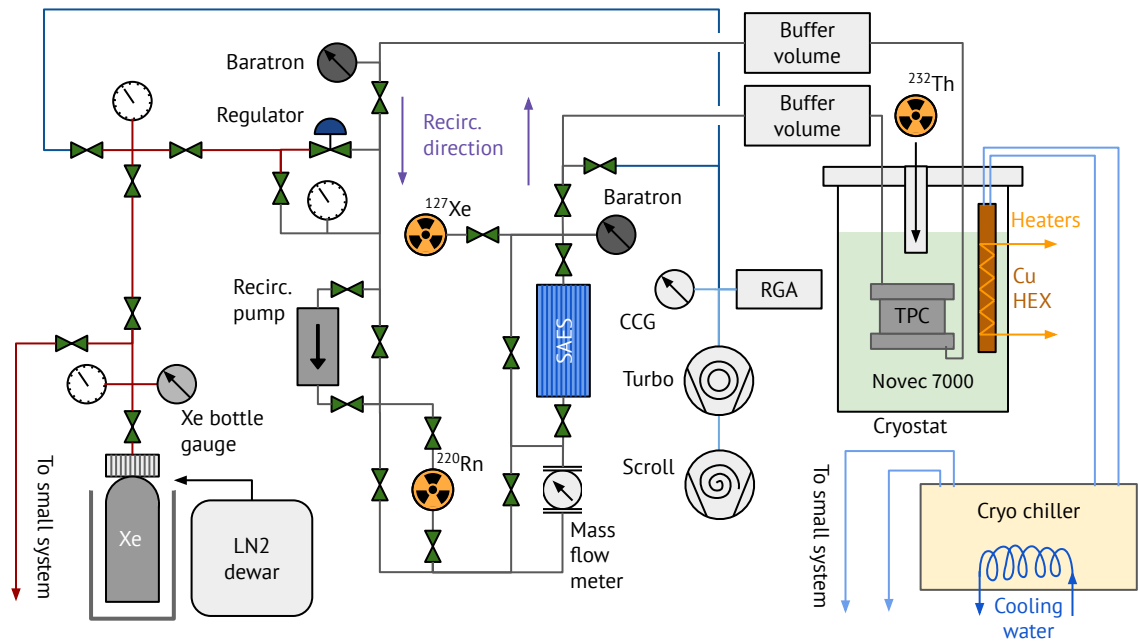 Buffer
volume
Baratron
Regulator
Recirc.
direction
Buffer
volume
²³²Th
¹²⁷Xe
Baratron
Heaters
Cu
HEX
Recirc.
pump
SAES
CCG
RGA
TPC
Turbo
Novec 7000
Cryostat
Xe bottle
gauge
To small system
²²⁰Rn
Scroll
Xe
LN2
dewar
Mass
flow
meter
To small system
Cryo chiller
Cooling
water